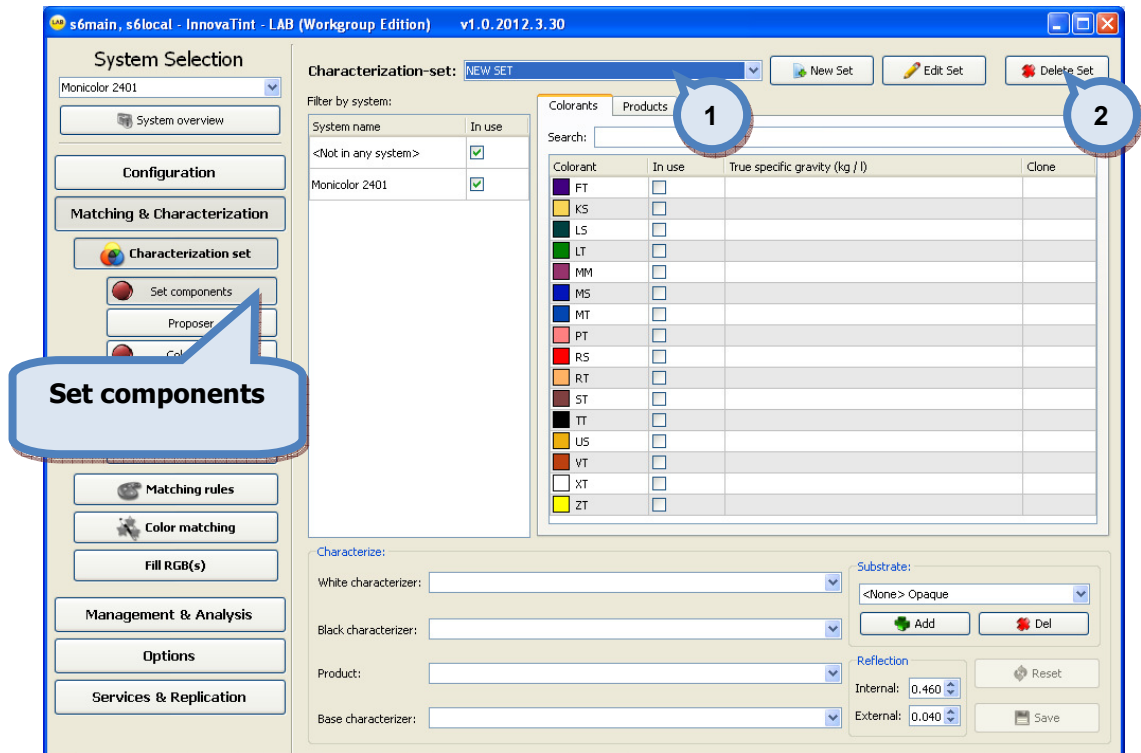 s6main, s6local - InnovaTint - LAB (Workgroup Edition) v1.0.2012.3.30
System Selection
Monicolor 2401
System overview
Configuration
Matching & Characterization
Characterization set
Set components
Proposer
Set components
Matching rules
Color matching
Fill RGB(s)
Management & Analysis
Options
Services & Replication
Characterization-set: NEW SET
New Set
Edit Set
Delete Set
1
2
Filter by system:
System name In use
<Not in any system>
Monicolor 2401
Colorants Products
Search:
Colorant In use True specific gravity (kg / l) Clone
FT
KS
LS
LT
MM
MS
MT
PT
RS
RT
ST
TT
US
VT
XT
ZT
Characterize:
White characterizer:
Black characterizer:
Product:
Base characterizer:
Substrate:
<None> Opaque
Add Del
Reflection
Internal: 0.460
External: 0.040
Reset
Save